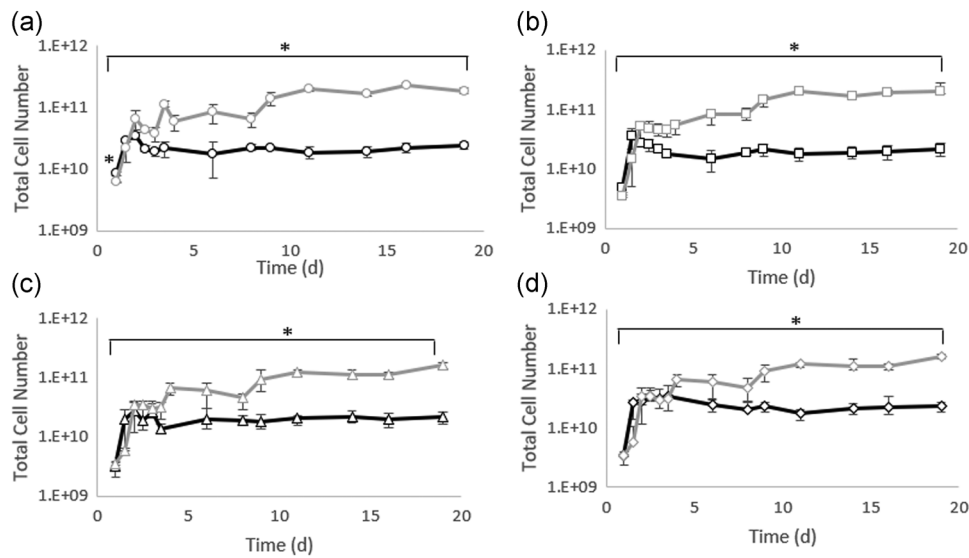 (a)
*
1.E+12
1.E+11
1.E+10
1.E+09
*
0 5 10 15 20
Time (d)
Total Cell Number
(b)
*
1.E+12
1.E+11
1.E+10
1.E+09
0 5 10 15 20
Time (d)
Total Cell Number
(c)
*
1.E+12
1.E+11
1.E+10
1.E+09
0 5 10 15 20
Time (d)
Total Cell Number
(d)
*
1.E+12
1.E+11
1.E+10
1.E+09
0 5 10 15 20
Time (d)
Total Cell Number